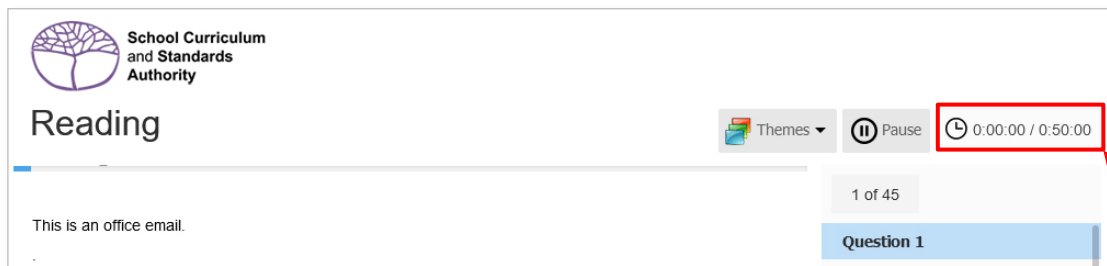 School Curriculum
and Standards
Authority
Reading
Themes
Pause
0:00:00 / 0:50:00
1 of 45
This is an office email.
Question 1
.